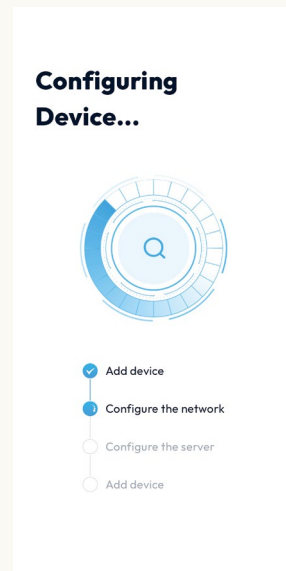 Configuring
Device...
Add device
Configure the network
Configure the server
Add device